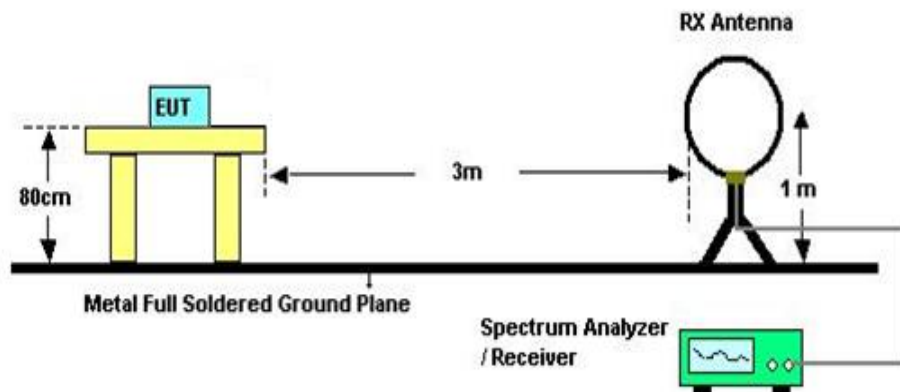 RX Antenna
EUT
80cm
3m
1 m
Metal Full Soldered Ground Plane
Spectrum Analyzer
/ Receiver